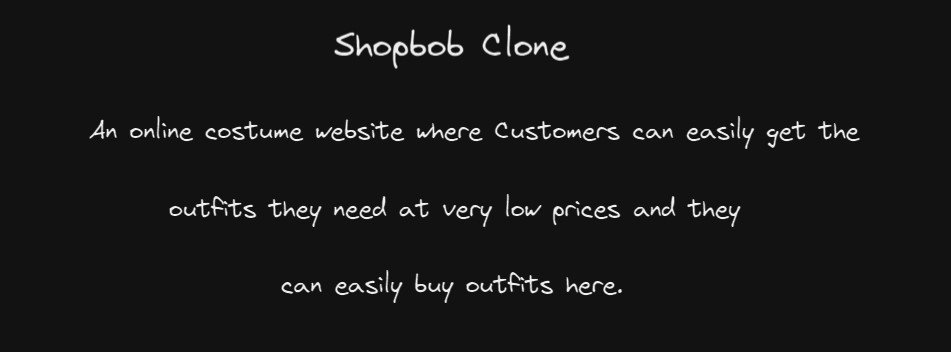 Shopbob Clone
An online costume website where Customers can easily get the
outfits they need at very low prices and they
can easily buy outfits here.